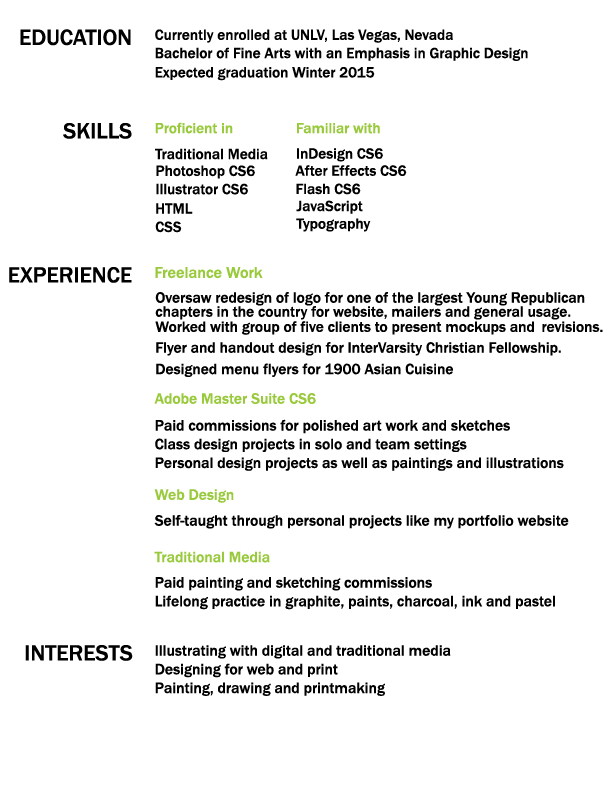 EDUCATION
Currently enrolled at UNLV, Las Vegas, Nevada
Bachelor of Fine Arts with an Emphasis in Graphic Design
Expected graduation Winter 2015
SKILLS
Proficient in
Traditional Media
Photoshop CS6
Illustrator CS6
HTML
CSS
Familiar with
InDesign CS6
After Effects CS6
Flash CS6
JavaScript
Typography
EXPERIENCE
Freelance Work
Oversaw redesign of logo for one of the largest Young Republican
chapters in the country for website, mailers and general usage.
Worked with group of five clients to present mockups and revisions.
Flyer and handout design for InterVarsity Christian Fellowship.
Designed menu flyers for 1900 Asian Cuisine
Adobe Master Suite CS6
Paid commissions for polished art work and sketches
Class design projects in solo and team settings
Personal design projects as well as paintings and illustrations
Web Design
Self-taught through personal projects like my portfolio website
Traditional Media
Paid painting and sketching commissions
Lifelong practice in graphite, paints, charcoal, ink and pastel
INTERESTS
Illustrating with digital and traditional media
Designing for web and print
Painting, drawing and printmaking